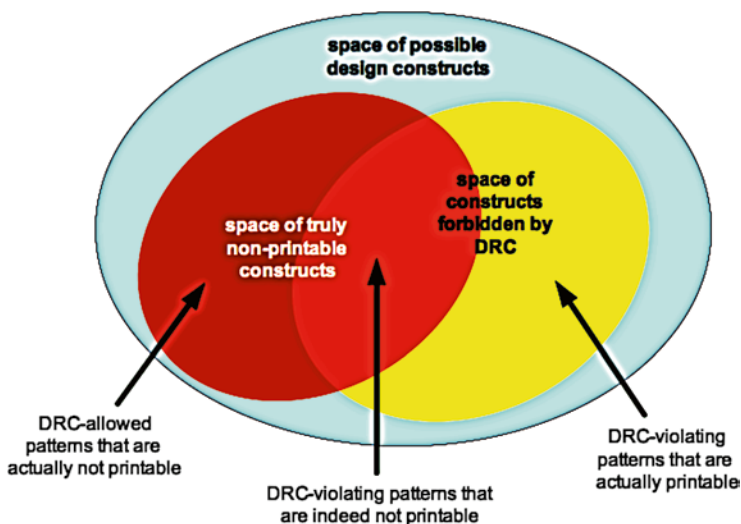 space of possible
design constructs
space of truly
non-printable
constructs
space of
constructs
forbidden by
DRC
DRC-allowed
patterns that are
actually not printable
DRC-violating patterns that
are indeed not printable
DRC-violating
patterns that are
actually printable